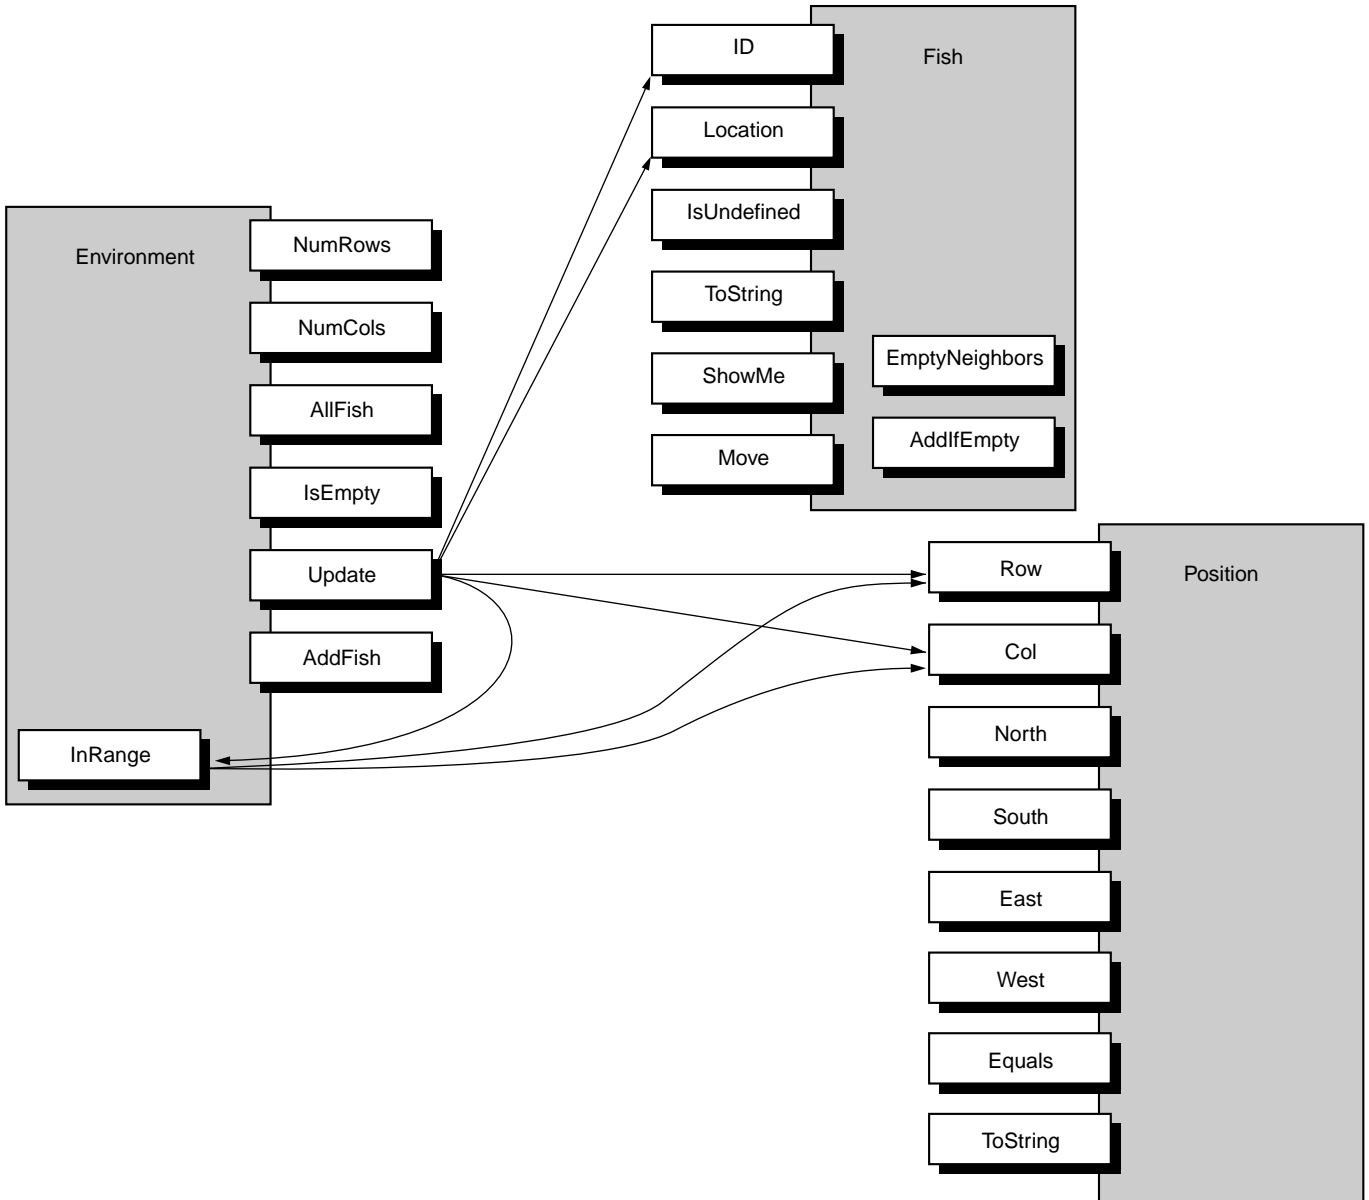 Environment
NumRows
NumCols
AllFish
IsEmpty
Update
AddFish
InRange
Fish
ID
Location
IsUndefined
ToString
ShowMe
Move
EmptyNeighbors
AddIfEmpty
Position
Row
Col
North
South
East
West
Equals
ToString